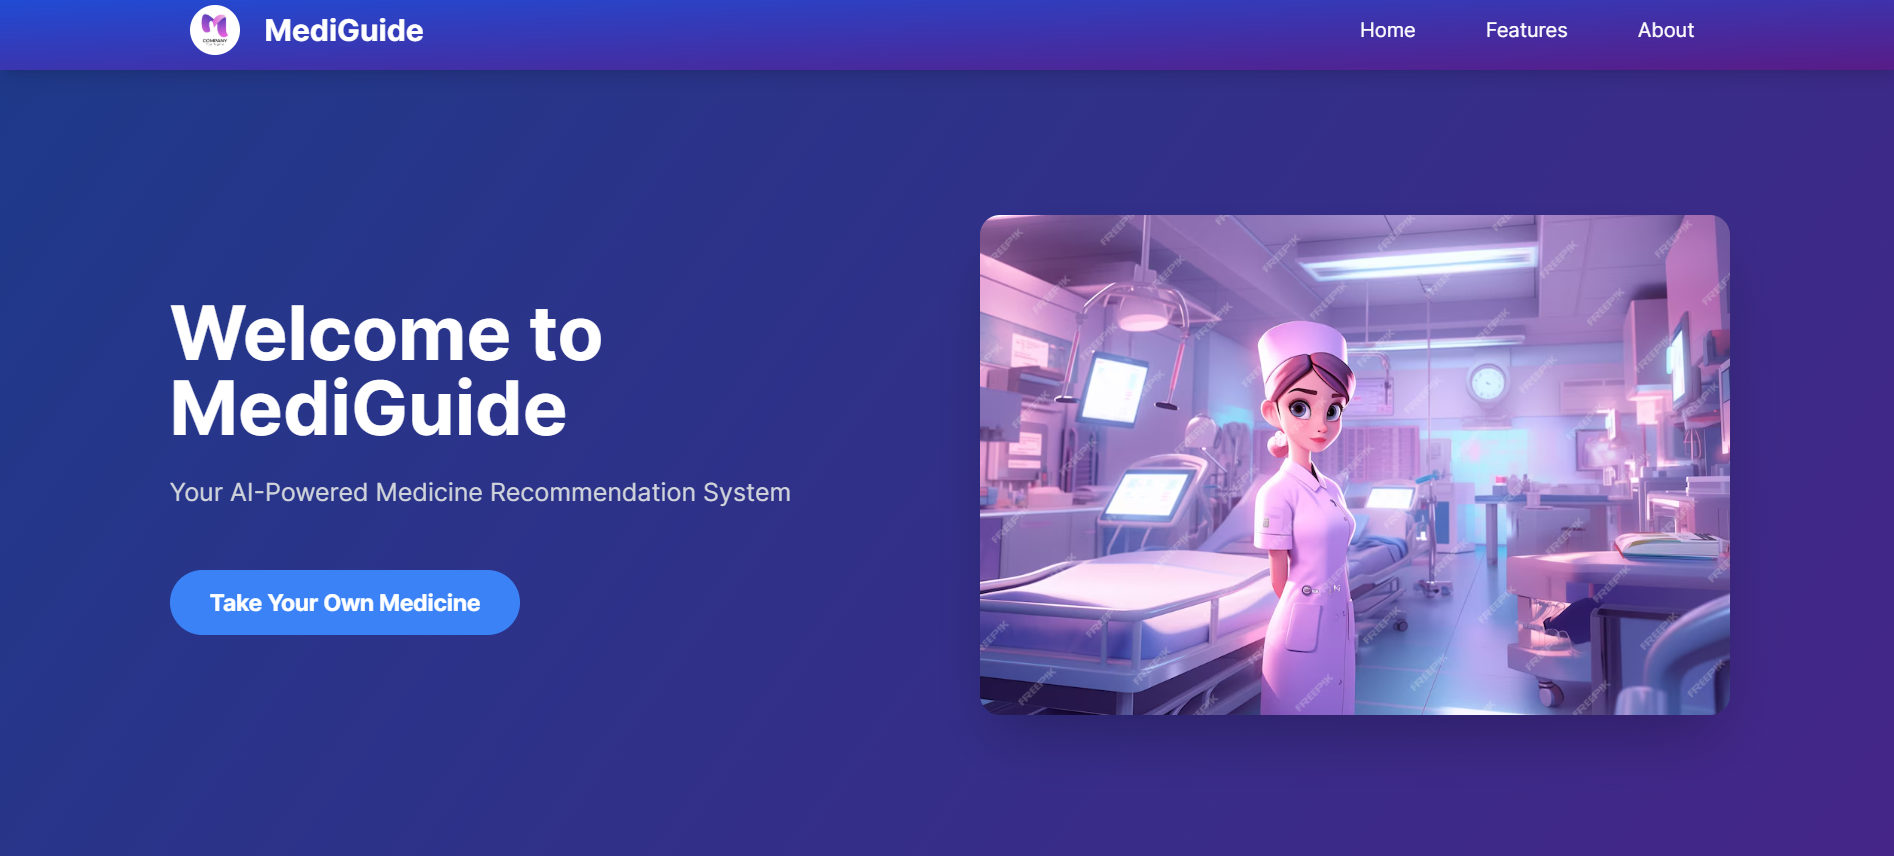 COMPANY
MediGuide
Home
Features
About
Welcome to
MediGuide
Your AI-Powered Medicine Recommendation System
Take Your Own Medicine
FREEPIK